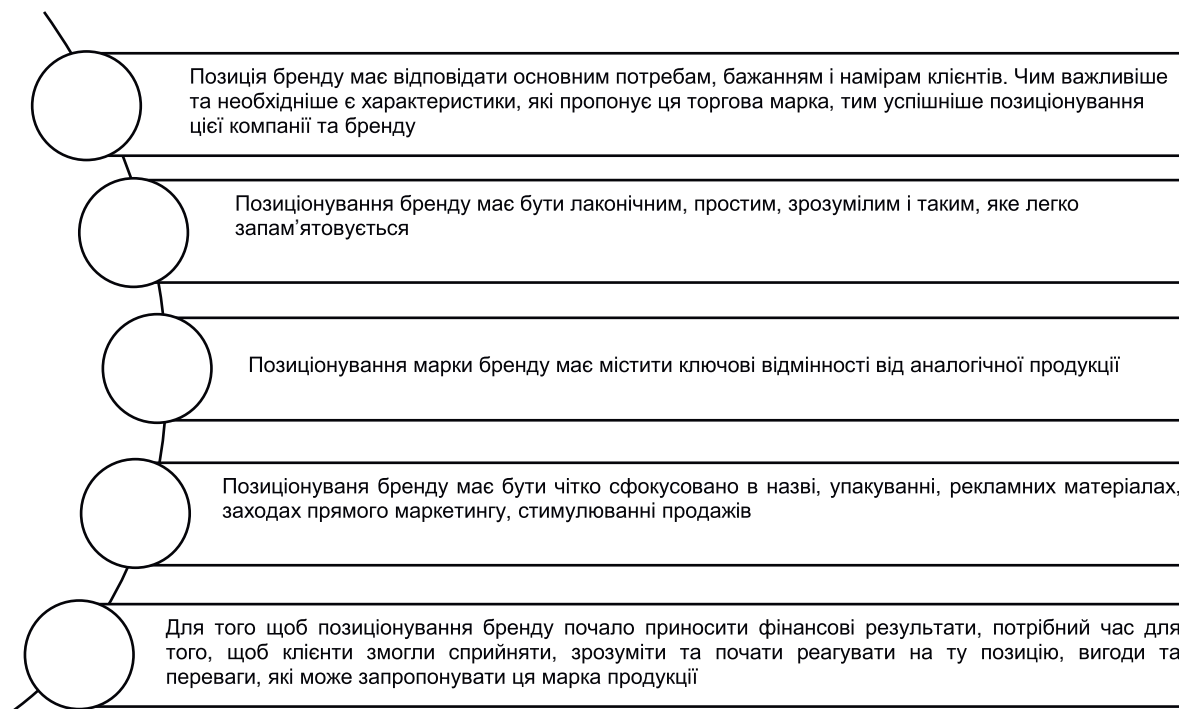 Позиція бренду має відповідати основним потребам, бажанням і намірам клієнтів. Чим важливіше
та необхідніше є характеристики, які пропонує ця торгова марка, тим успішніше позиціонування
цієї компанії та бренду
Позиціонування бренду має бути лаконічним, простим, зрозумілим і таким, яке легко
запам’ятовується
Позиціонування марки бренду має містити ключові відмінності від аналогічної продукції
Позиціонуваня бренду має бути чітко сфокусовано в назві, упакуванні, рекламних матеріалах,
заходах прямого маркетингу, стимулюванні продажів
Для того щоб позиціонування бренду почало приносити фінансові результати, потрібний час для
того, щоб клієнти змогли сприйняти, зрозуміти та почати реагувати на ту позицію, вигоди та
переваги, які може запропонувати ця марка продукції